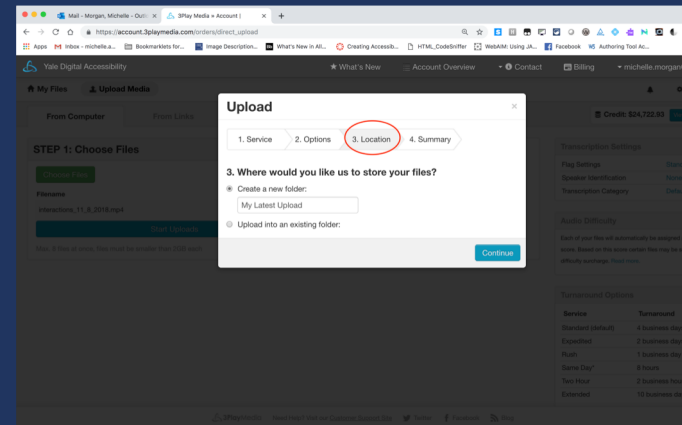 Mail - Morgan, Michelle - Outlo
3Play Media » Account |
https://account.3playmedia.com/orders/direct_upload
Apps
M Inbox - michelle.a...
Bookmarklets for...
Image Description...
What's New in All...
Creating Accessib...
HTML_CodeSniffer
WebAIM: Using JA...
Facebook
Authoring Tool Ac...
Yale Digital Accessibility
What's New
Account Overview
Contact
Billing
michelle.morgan
My Files
Upload Media
From Computer
From Links
Credit: $24,722.93
STEP 1: Choose Files
Choose Files
Filename
interactions_11_9_2018.mp4
Start Uploads
Upload
×
1. Service
2. Options
3. Location
4. Summary
3. Where would you like us to store your files?
Create a new folder:
My Latest Upload
Upload into an existing folder:
Continue
Transcription Settings
Flag Settings
Speaker Identification
Transcription Category
Audio Difficulty
Turnaround Options
Service Turnaround
Standard (default) 4 business days
Expedited 2 business days
Rush 1 business day
Same Day* 8 hours
Two Hour 2 business hou
Extended 10 business da
Twitter
Facebook
Blog